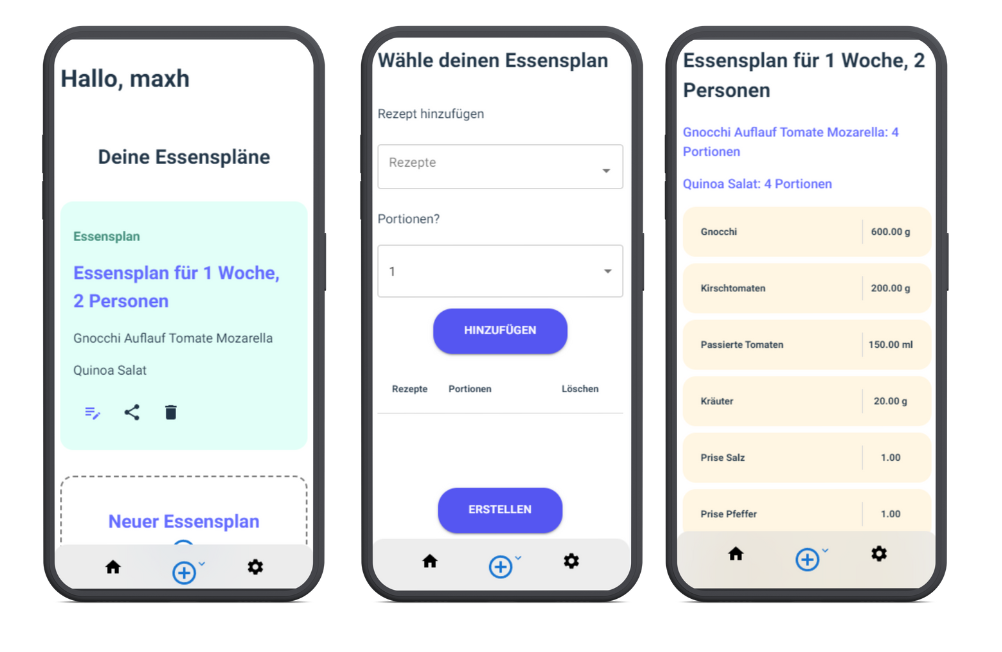 Hallo, maxh
Deine Essenspläne
Essensplan
Essensplan für 1 Woche,
2 Personen
Gnocchi Auflauf Tomate Mozarella
Quinoa Salat
Neuer Essensplan
Wähle deinen Essensplan
Rezept hinzufügen
Rezepte
Portionen?
1
HINZUFÜGEN
Rezepte Portionen Löschen
ERSTELLEN
Essensplan für 1 Woche, 2
Personen
Gnocchi Auflauf Tomate Mozarella: 4
Portionen
Quinoa Salat: 4 Portionen
Gnocchi 600.00 g
Kirschtomaten 200.00 g
Passierte Tomaten 150.00 ml
Kräuter 20.00 g
Prise Salz 1.00
Prise Pfeffer 1.00